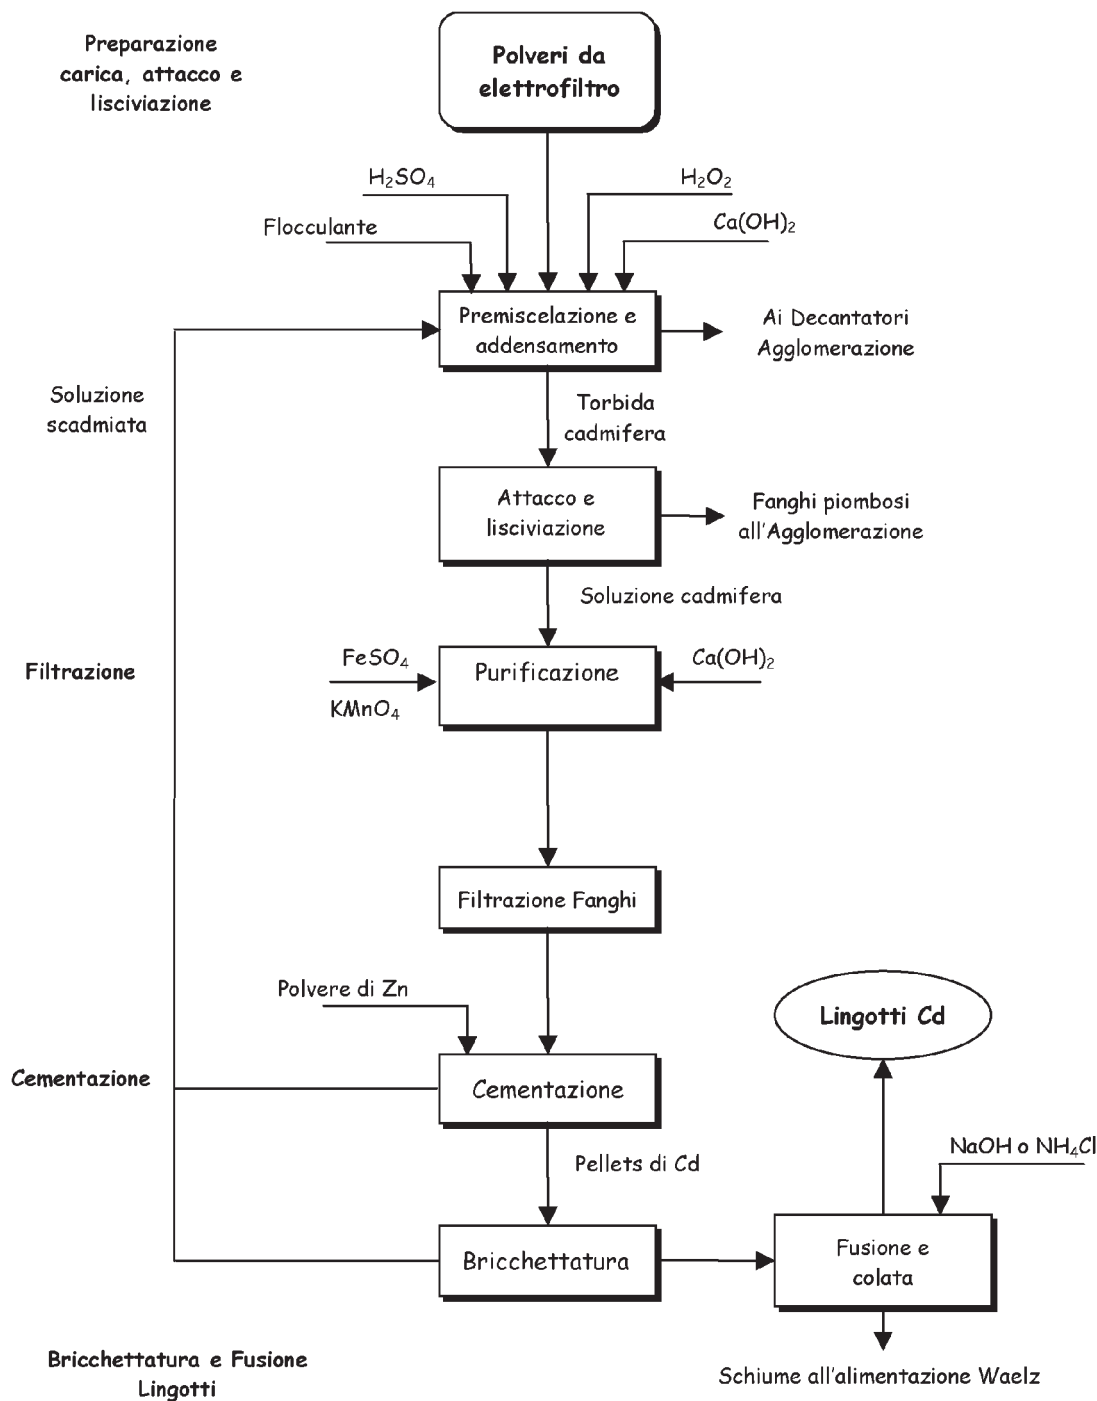 Preparazione
carica, attacco e
lisciviazione
Polveri da
elettrofiltro
H₂SO₄
H₂O₂
Flocculante
Ca(OH)₂
Premiscelazione e
addensamento
Ai Decantatori
Agglomerazione
Soluzione
scadmiata
Torbida
cadmifera
Attacco e
lisciviazione
Fanghi piombosi
all'Agglomerazione
Soluzione cadmifera
Filtrazione
FeSO₄
KMnO₄
Purificazione
Ca(OH)₂
Filtrazione Fanghi
Polvere di Zn
Lingotti Cd
Cementazione
Cementazione
Pellets di Cd
NaOH o NH₄Cl
Bricchettatura
Fusione e
colata
Bricchettatura e Fusione
Lingotti
Schiume all'alimentazione Waelz